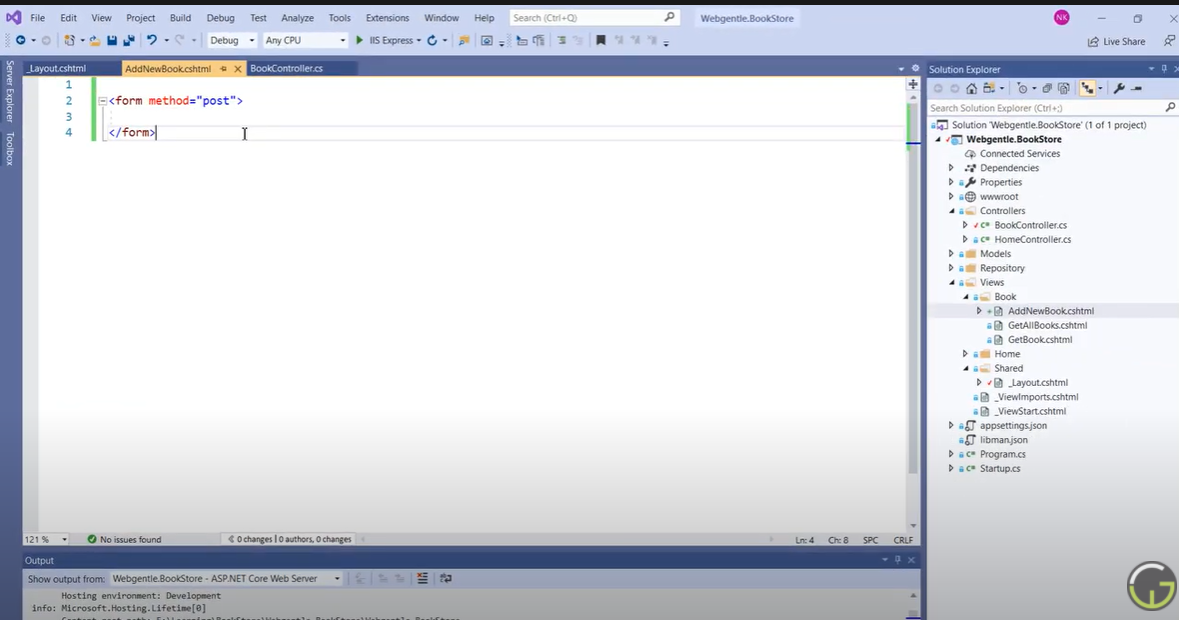 File Edit View Project Build Debug Test Analyze Tools Extensions Window Help Search (Ctrl+Q) Webgentle.BookStore NK
Debug Any CPU IIS Express Live Share
Server Explorer
Toolbox
_Layout.cshtml AddNewBook.cshtml BookController.cs
1
2 <form method="post">
3
4 </form>
121 % No issues found 0 changes | 0 authors, 0 changes Ln: 4 Ch: 8 SPC CRLF
Output
Show output from: Webgentle.BookStore - ASP.NET Core Web Server
Hosting environment: Development
info: Microsoft.Hosting.Lifetime[0]
Solution Explorer
Search Solution Explorer (Ctrl+;)
Solution 'Webgentle.BookStore' (1 of 1 project)
Webgentle.BookStore
Connected Services
Dependencies
Properties
wwwroot
Controllers
C# BookController.cs
C# HomeController.cs
Models
Repository
Views
Book
AddNewBook.cshtml
GetAllBooks.cshtml
GetBook.cshtml
Home
Shared
_Layout.cshtml
_ViewImports.cshtml
_ViewStart.cshtml
appsettings.json
libman.json
C# Program.cs
C# Startup.cs